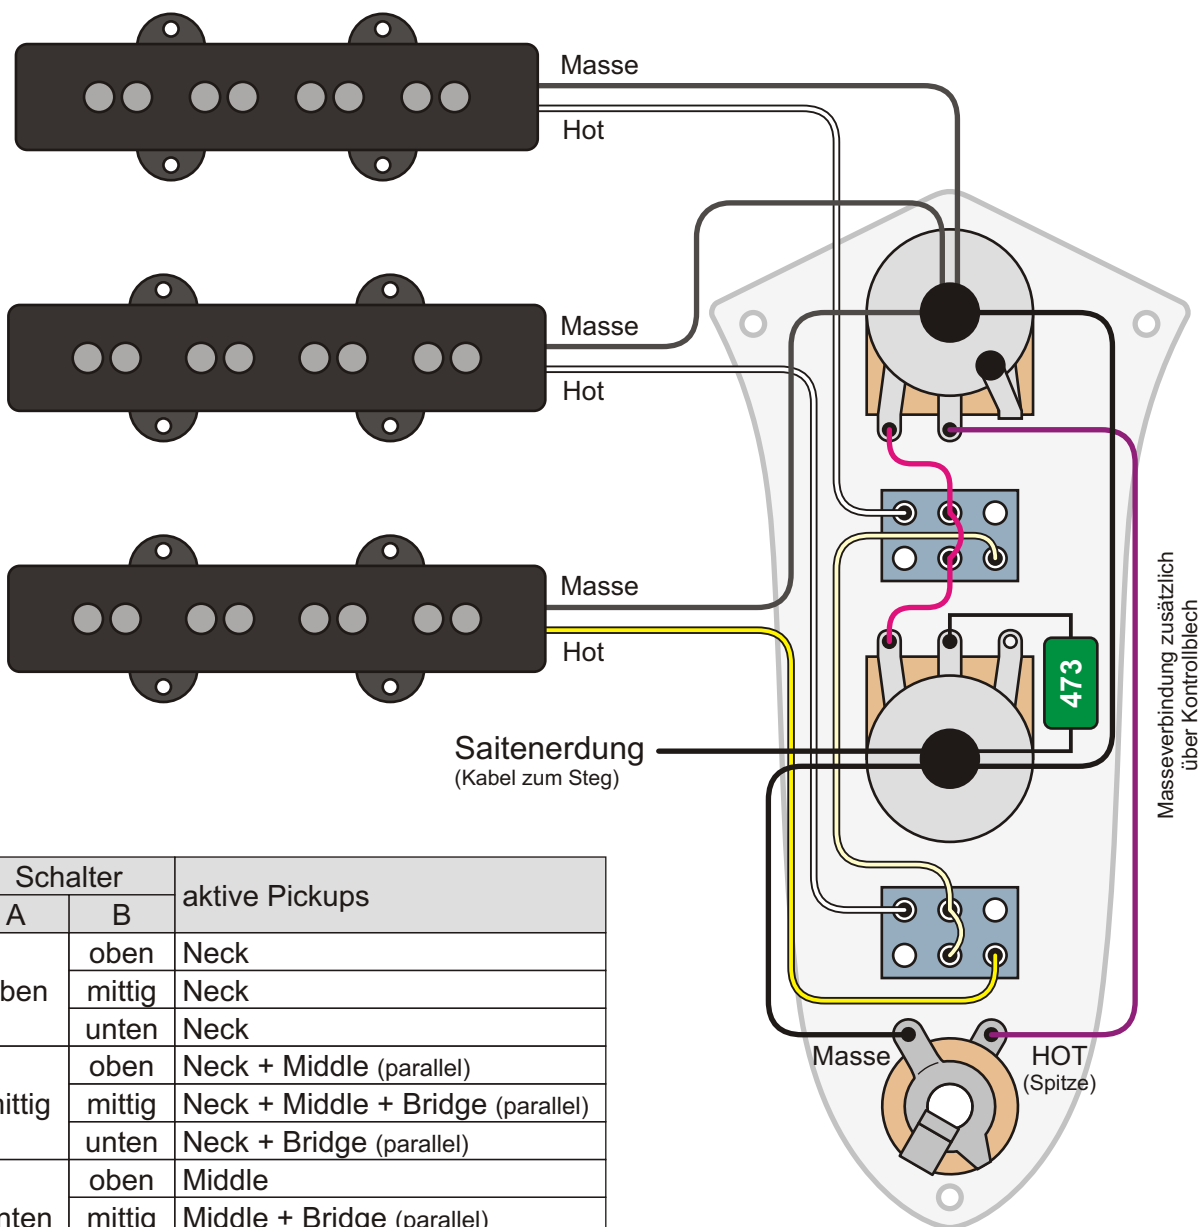 Masse
Hot
Masse
Hot
Masse
Hot
473
Masseverbindung zusätzlich
über Kontrollblech
Saitenerdung
(Kabel zum Steg)
Masse
HOT
(Spitze)
Schalter
aktive Pickups
A
B
oben
Neck
mittig
Neck
unten
Neck
oben
Neck + Middle (parallel)
mittig
Neck + Middle + Bridge (parallel)
unten
Neck + Bridge (parallel)
oben
Middle
mittig
Middle + Bridge (parallel)